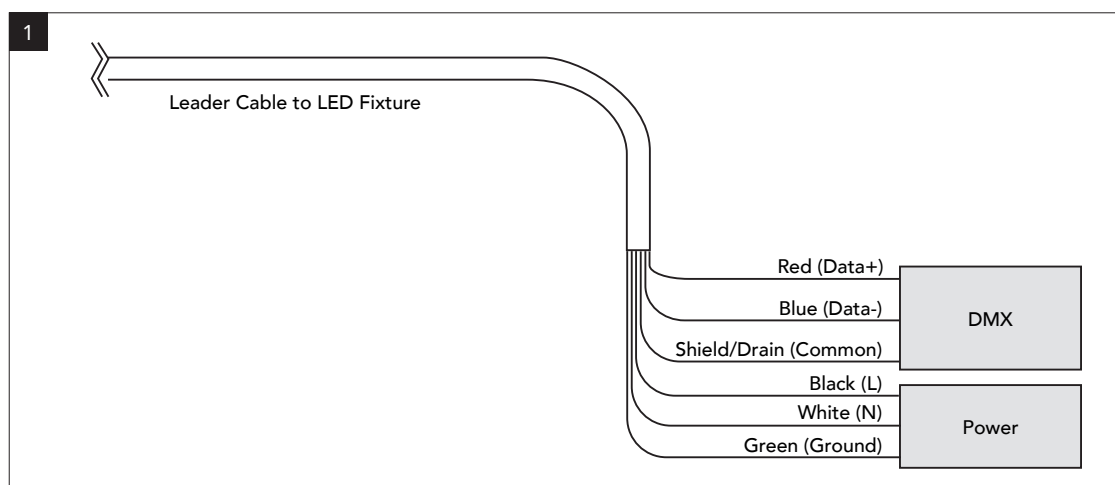 1
Leader Cable to LED Fixture
Red (Data+)
Blue (Data-)
DMX
Shield/Drain (Common)
Black (L)
White (N)
Power
Green (Ground)